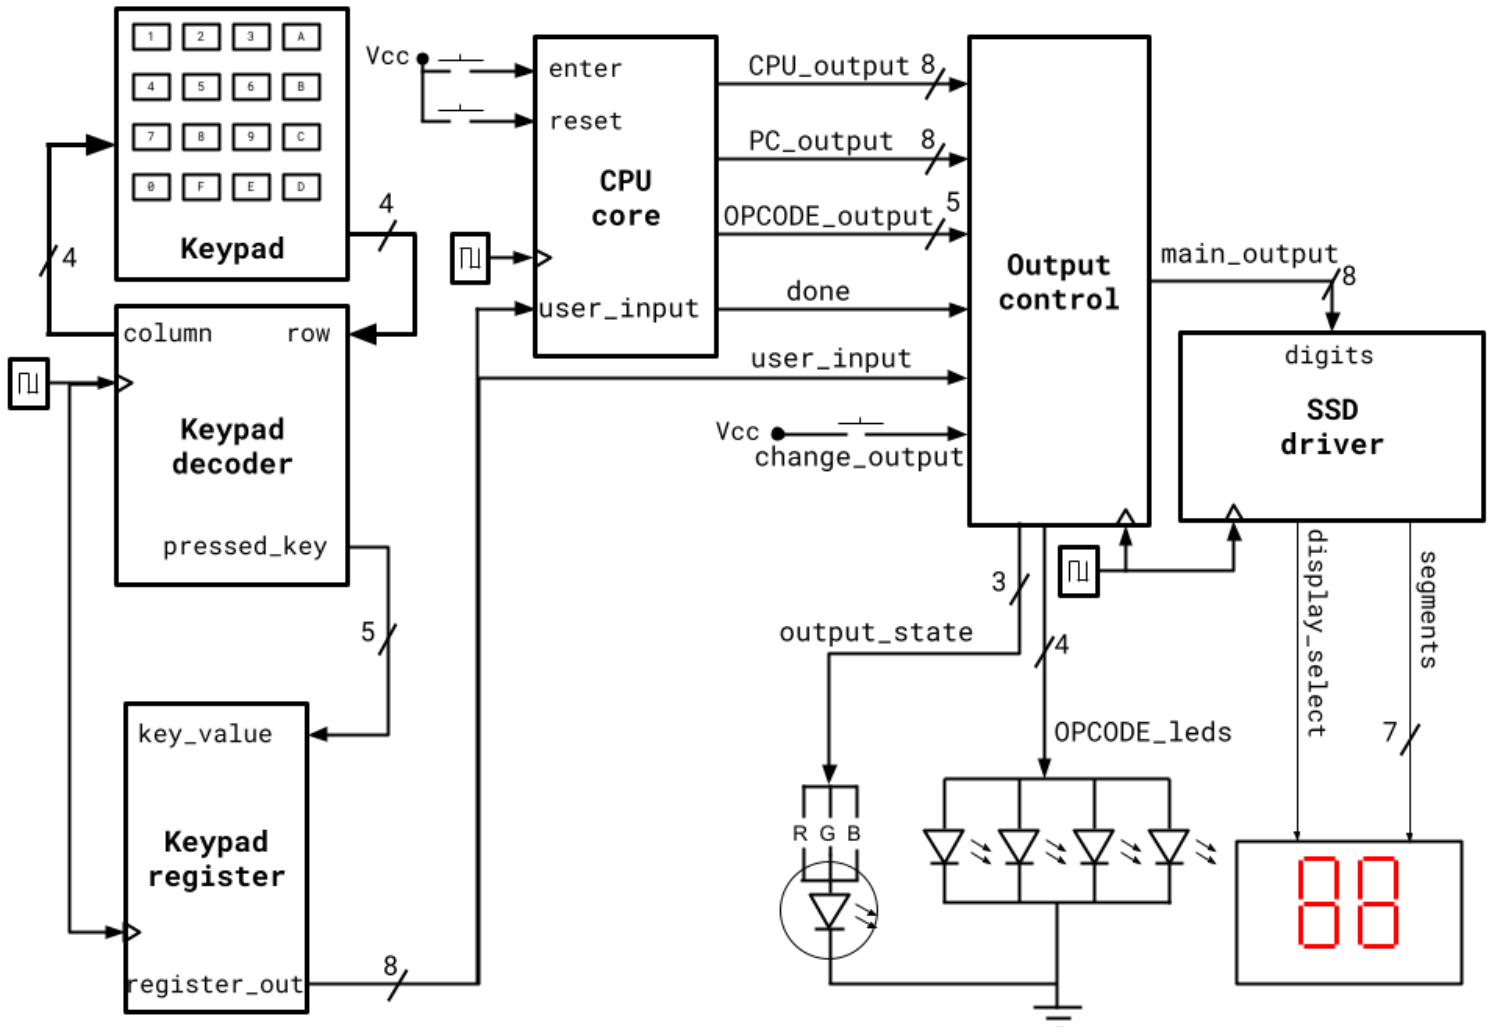 1 2 3 A
4 5 6 B
7 8 9 C
0 F E D
Keypad
4
4
column
row
Keypad
decoder
pressed_key
5
key_value
Keypad
register
register_out
8
Vcc
enter
reset
CPU
core
user_input
CPU_output 8
PC_output 8
OPCODE_output 5
done
user_input
Vcc
change_output
Output
control
main_output
8
digits
SSD
driver
3
output_state
4
OPCODE_leds
R G B
display_select
segments
7
88